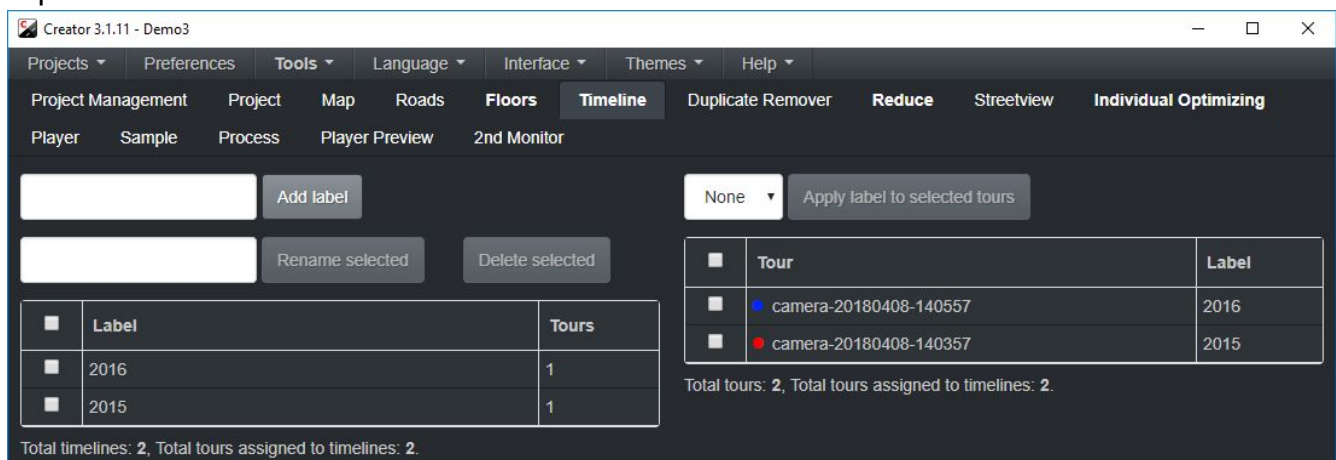 Creator 3.1.11 - Demo3
Projects Preferences Tools Language Interface Themes Help
Project Management Project Map Roads Floors Timeline Duplicate Remover Reduce Streetview Individual Optimizing
Player Sample Process Player Preview 2nd Monitor
Add label
Rename selected Delete selected
Label Tours
2016 1
2015 1
Total timelines: 2, Total tours assigned to timelines: 2.
None Apply label to selected tours
Tour Label
camera-20180408-140557 2016
camera-20180408-140357 2015
Total tours: 2, Total tours assigned to timelines: 2.